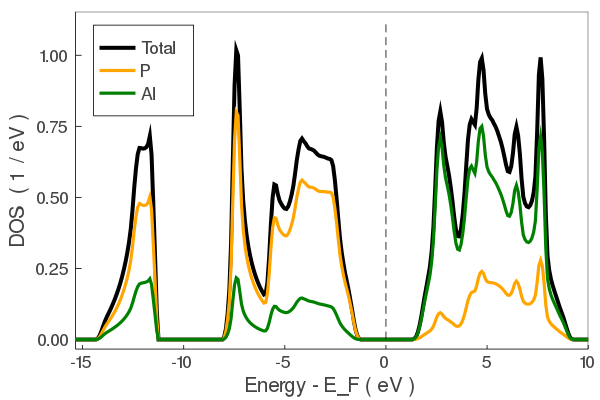 Total
P
Al
1.00
0.75
0.50
0.25
0.00
DOS ( 1 / eV )
-15 -10 -5 0 5 10
Energy - E_F ( eV )